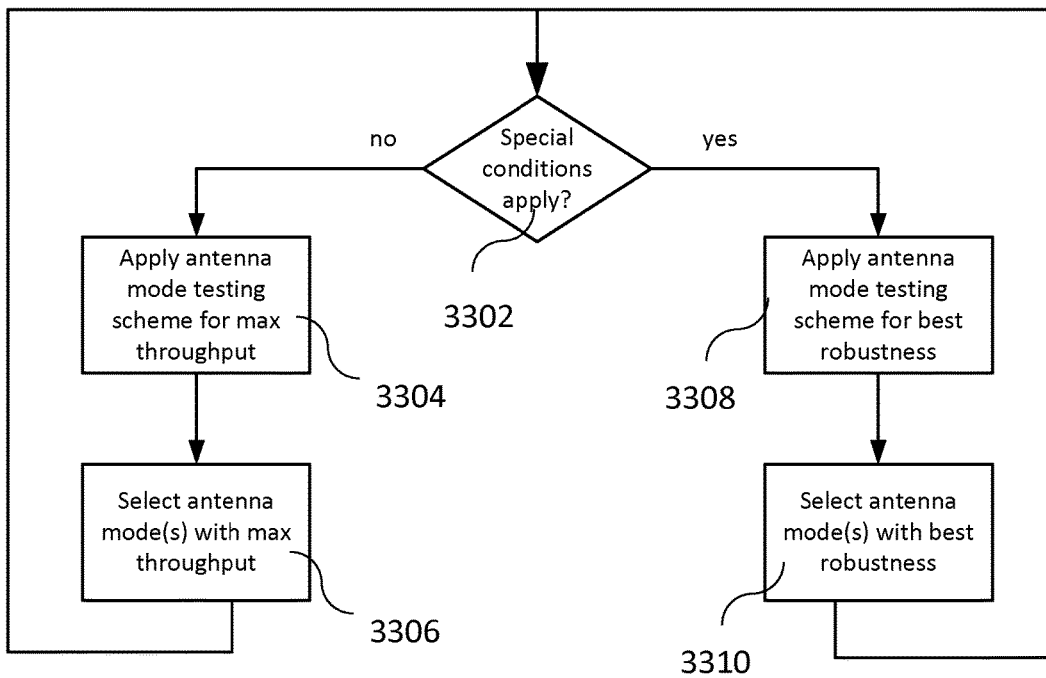 no
Special
conditions
apply?
yes
3302
Apply antenna
mode testing
scheme for max
throughput
3304
Apply antenna
mode testing
scheme for best
robustness
3308
Select antenna
mode(s) with max
throughput
3306
Select antenna
mode(s) with best
robustness
3310